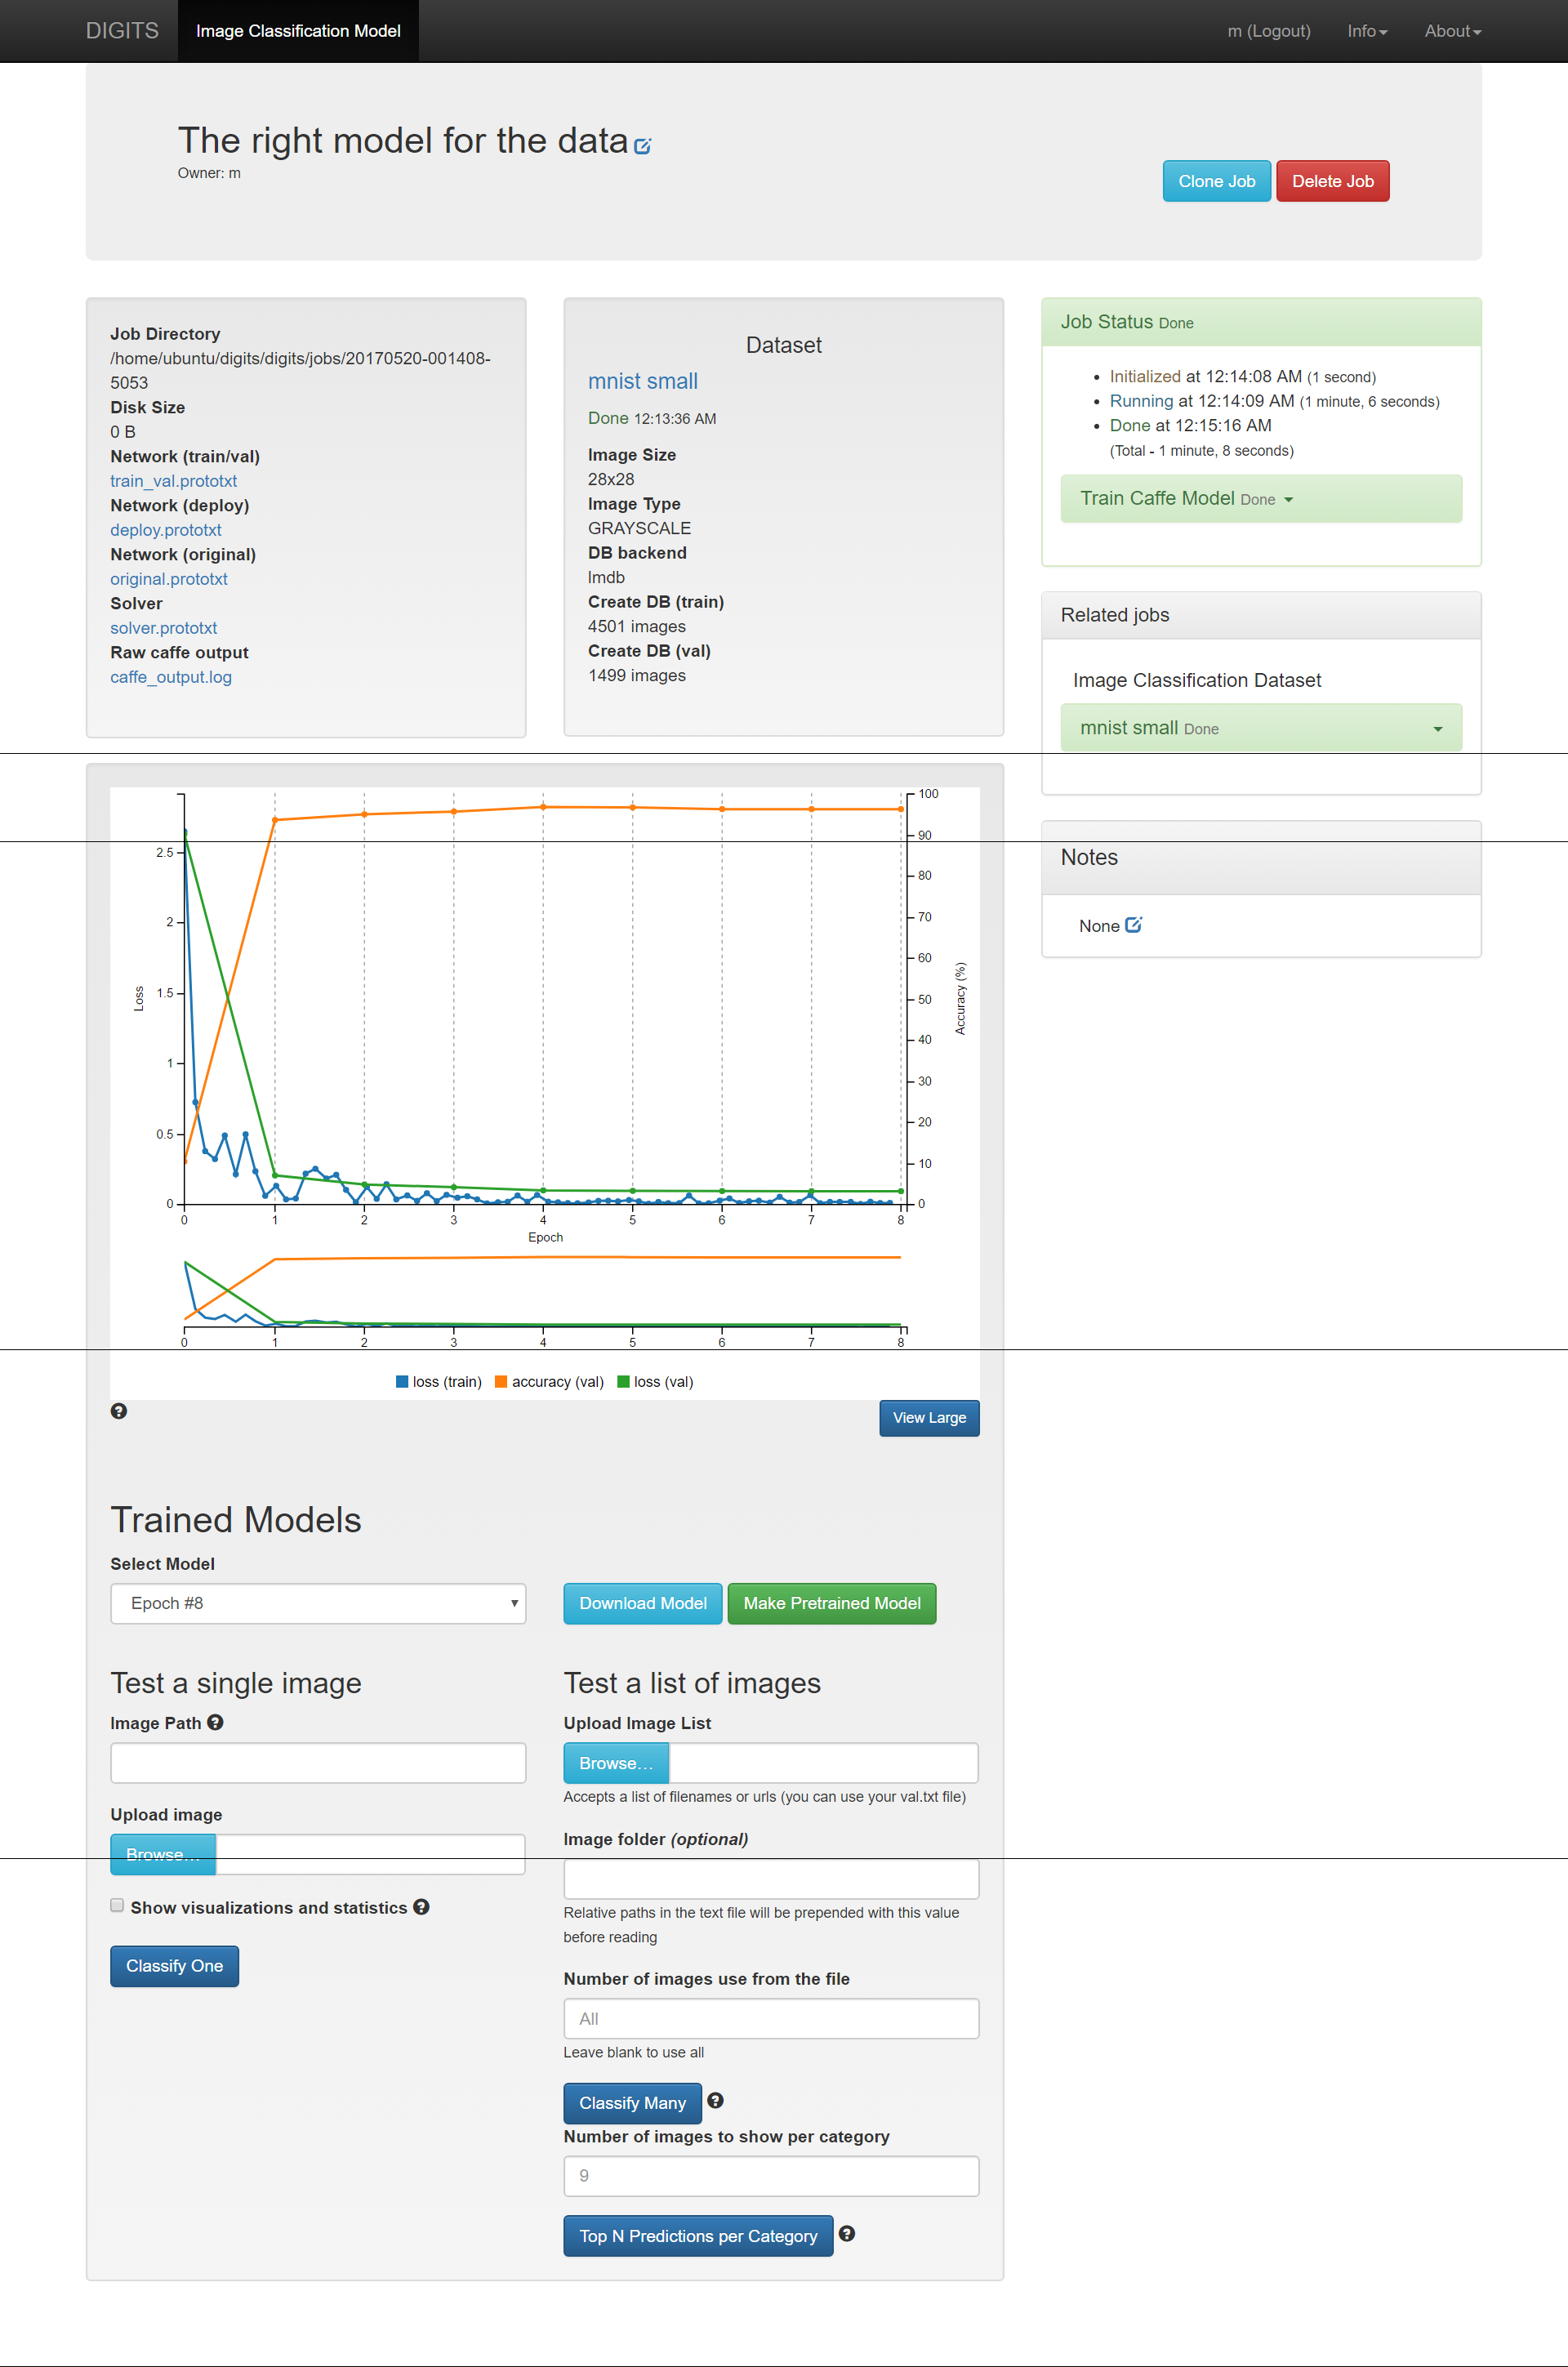 DIGITS
Image Classification Model
m (Logout)
Info
About
The right model for the data
Owner: m
Clone Job
Delete Job
Job Directory
/home/ubuntu/digits/digits/jobs/20170520-001408-
5053
Disk Size
0 B
Network (train/val)
train_val.prototxt
Network (deploy)
deploy.prototxt
Network (original)
original.prototxt
Solver
solver.prototxt
Raw caffe output
caffe_output.log
Dataset
mnist small
Done 12:13:36 AM
Image Size
28x28
Image Type
GRAYSCALE
DB backend
lmdb
Create DB (train)
4501 images
Create DB (val)
1499 images
Job Status Done
Initialized at 12:14:08 AM (1 second)
Running at 12:14:09 AM (1 minute, 6 seconds)
Done at 12:15:16 AM
(Total - 1 minute, 8 seconds)
Train Caffe Model Done
Related jobs
Image Classification Dataset
mnist small Done
Notes
None
2.5
2
1.5
1
0.5
0
Loss
100
90
80
70
60
50
40
30
20
10
0
Accuracy (%)
0 1 2 3 4 5 6 7 8
Epoch
0 1 2 3 4 5 6 7 8
loss (train) accuracy (val) loss (val)
View Large
Trained Models
Select Model
Epoch #8
Download Model
Make Pretrained Model
Test a single image
Image Path
Upload image
Browse...
Show visualizations and statistics
Classify One
Test a list of images
Upload Image List
Browse...
Accepts a list of filenames or urls (you can use your val.txt file)
Image folder (optional)
Relative paths in the text file will be prepended with this value
before reading
Number of images use from the file
All
Leave blank to use all
Classify Many
Number of images to show per category
9
Top N Predictions per Category